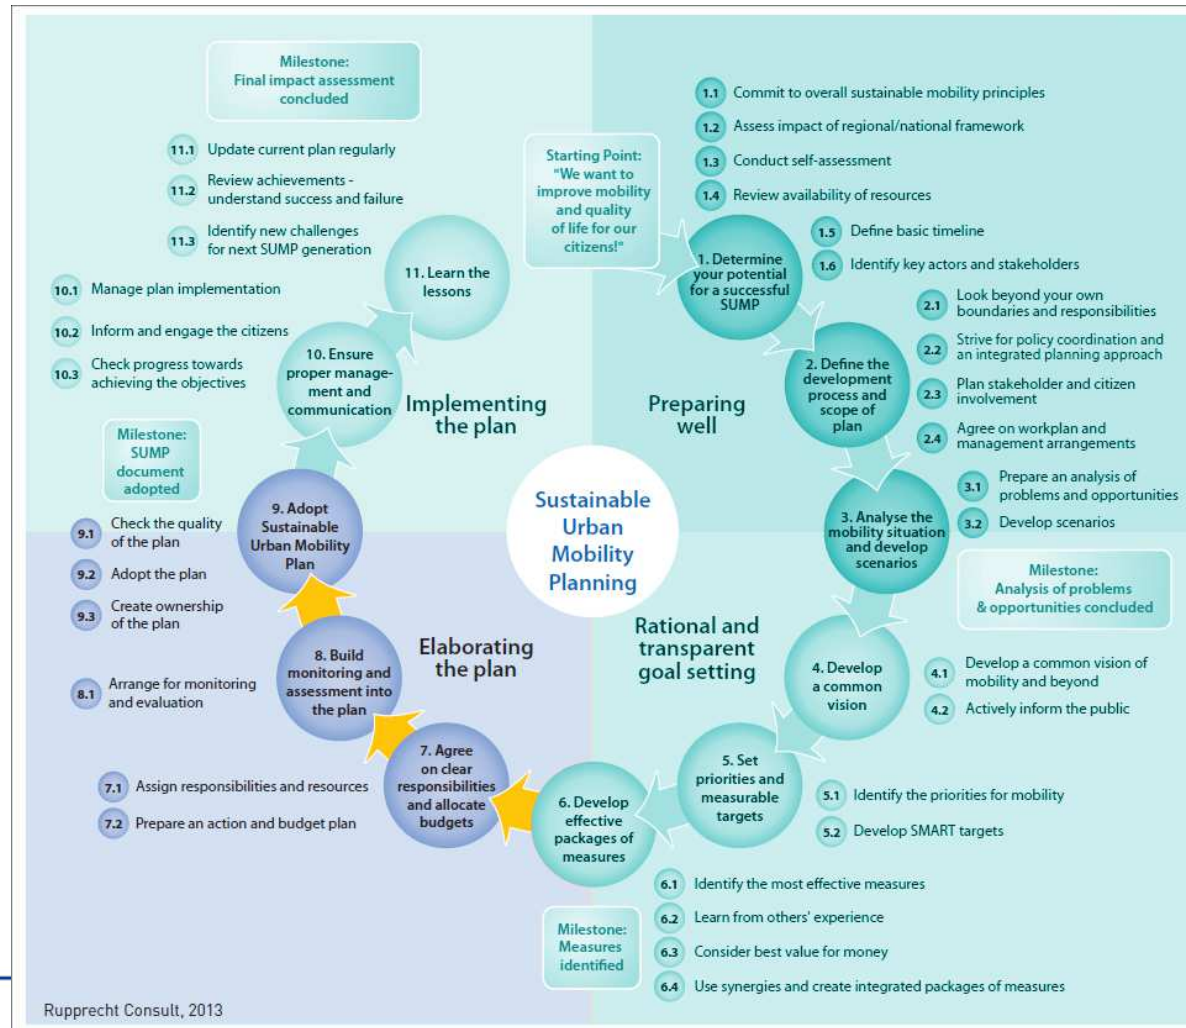 Milestone:
Final impact assessment
concluded
11.1 Update current plan regularly
11.2 Review achievements -
understand success and failure
11.3 Identify new challenges
for next SUMP generation
11. Learn the
lessons
10.1 Manage plan implementation
10.2 Inform and engage the citizens
10.3 Check progress towards
achieving the objectives
10. Ensure
proper manage-
ment and
communication
Implementing
the plan
Starting Point:
"We want to
improve mobility
and quality
of life for our
citizens!"
1.1 Commit to overall sustainable mobility principles
1.2 Assess impact of regional/national framework
1.3 Conduct self-assessment
1.4 Review availability of resources
1.5 Define basic timeline
1.6 Identify key actors and stakeholders
1. Determine
your potential
for a successful
SUMP
2.1 Look beyond your own
boundaries and responsibilities
2.2 Strive for policy coordination and
an integrated planning approach
2.3 Plan stakeholder and citizen
involvement
2.4 Agree on workplan and
management arrangements
2. Define the
development
process and
scope of
plan
Preparing
well
Milestone:
SUMP
document
adopted
9. Adopt
Sustainable
Urban Mobility
Plan
9.1 Check the quality
of the plan
9.2 Adopt the plan
9.3 Create ownership
of the plan
Sustainable
Urban
Mobility
Planning
3. Analyse the
mobility situation
and develop
scenarios
3.1 Prepare an analysis of
problems and opportunities
3.2 Develop scenarios
Milestone:
Analysis of problems
& opportunities concluded
Elaborating
the plan
8. Build
monitoring and
assessment into
the plan
8.1 Arrange for monitoring
and evaluation
Rational and
transparent
goal setting
4. Develop
a common
vision
4.1 Develop a common vision of
mobility and beyond
4.2 Actively inform the public
7. Agree
on clear
responsibilities
and allocate
budgets
7.1 Assign responsibilities and resources
7.2 Prepare an action and budget plan
5. Set
priorities and
measurable
targets
5.1 Identify the priorities for mobility
5.2 Develop SMART targets
6. Develop
effective
packages of
measures
6.1 Identify the most effective measures
6.2 Learn from others' experience
6.3 Consider best value for money
6.4 Use synergies and create integrated packages of measures
Milestone:
Measures
identified
Rupprecht Consult, 2013